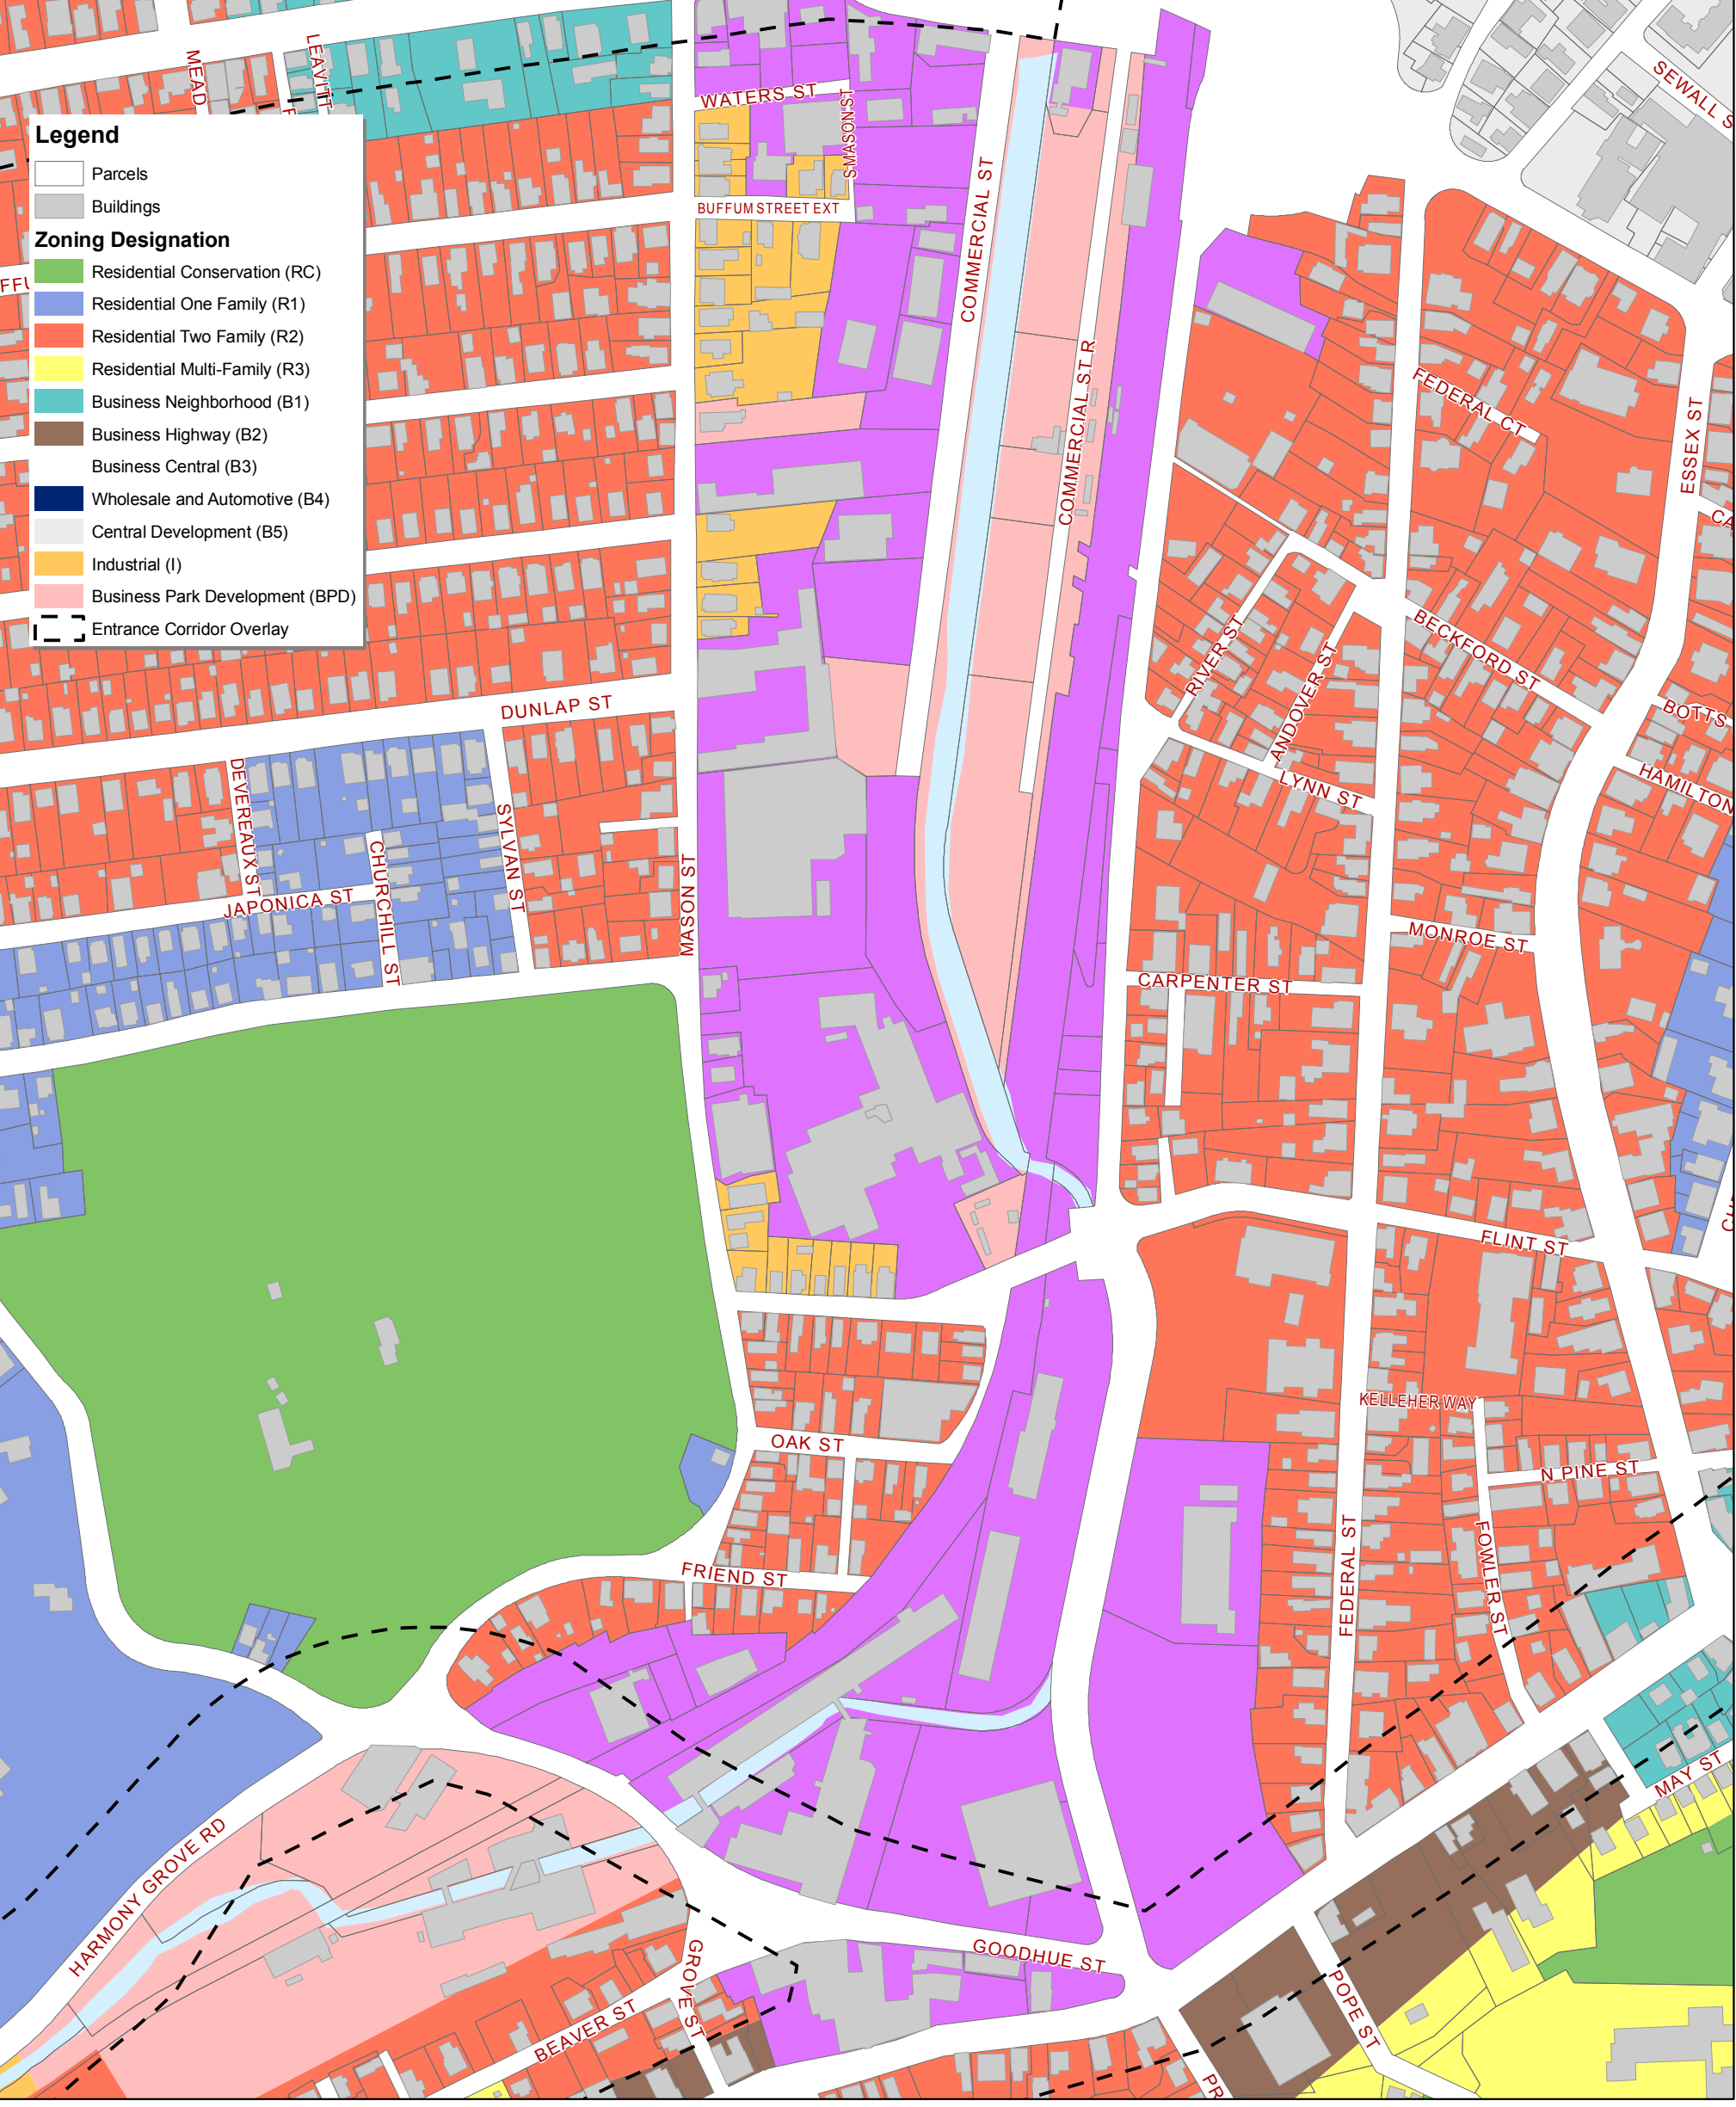 MEAD
LEAVITT
SEWALL S
WATERS ST
S MASON ST
BUFFUM STREET EXT
COMMERCIAL ST
Legend
Parcels
Buildings
Zoning Designation
Residential Conservation (RC)
Residential One Family (R1)
Residential Two Family (R2)
Residential Multi-Family (R3)
Business Neighborhood (B1)
Business Highway (B2)
Business Central (B3)
Wholesale and Automotive (B4)
Central Development (B5)
Industrial (I)
Business Park Development (BPD)
Entrance Corridor Overlay
FFU
COMMERCIAL ST R
FEDERAL CT
ESSEX ST
CA
RIVER ST
ANDOVER ST
BECKFORD ST
BOTTS
HAMILTON
LYNN ST
DUNLAP ST
DEVEREAUX ST
SYLVAN ST
CHURCHILL ST
JAPONICA ST
MASON ST
MONROE ST
CARPENTER ST
FLINT ST
KELLEHER WAY
OAK ST
N PINE ST
FRIEND ST
FEDERAL ST
FOWLER ST
MAY ST
HARMONY GROVE RD
GOODHUE ST
GROVE ST
BEAVER ST
POPE ST
PR